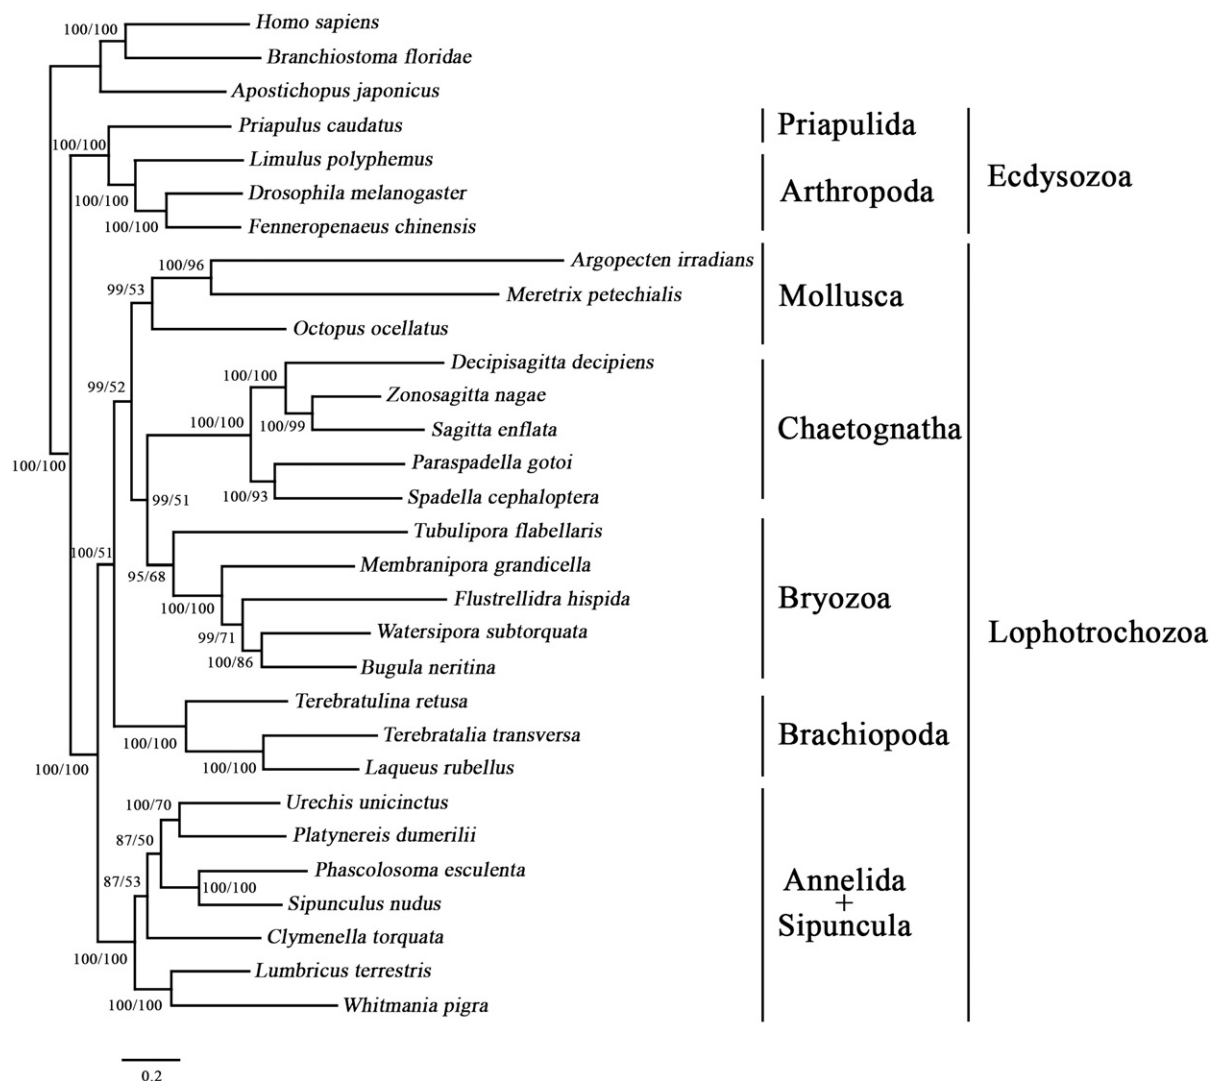 100/100
Homo sapiens
Branchiostoma floridae
Apostichopus japonicus
Priapulus caudatus
Priapulida
100/100
Limulus polyphemus
Ecdysozoa
Drosophila melanogaster
Arthropoda
100/100
Fenneropenaeus chinensis
100/100
Argopecten irradians
100/96
99/53
Meretrix petechialis
Mollusca
Octopus ocellatus
Decipisagitta decipiens
100/100
99/52
Zonosagitta nagae
100/100
100/99
Sagitta enflata
Chaetognatha
100/100
Paraspadella gotoi
100/93
99/51
Spadella cephaloptera
Tubulipora flabellaris
100/51
Membranipora grandicella
95/68
Flustrellidra hispida
Bryozoa
100/100
Watersipora subtorquata
99/71
Lophotrochozoa
100/86
Bugula neritina
Terebratulina retusa
Terebratalia transversa
Brachiopoda
100/100
Laqueus rubellus
100/100
100/100
Urechis unicinctus
100/70
Platynereis dumerilii
87/50
Phascolosoma esculenta
87/53
100/100
Annelida
+
Sipuncula
Sipunculus nudus
Clymenella torquata
100/100
Lumbricus terrestris
100/100
Whitmania pigra
0.2